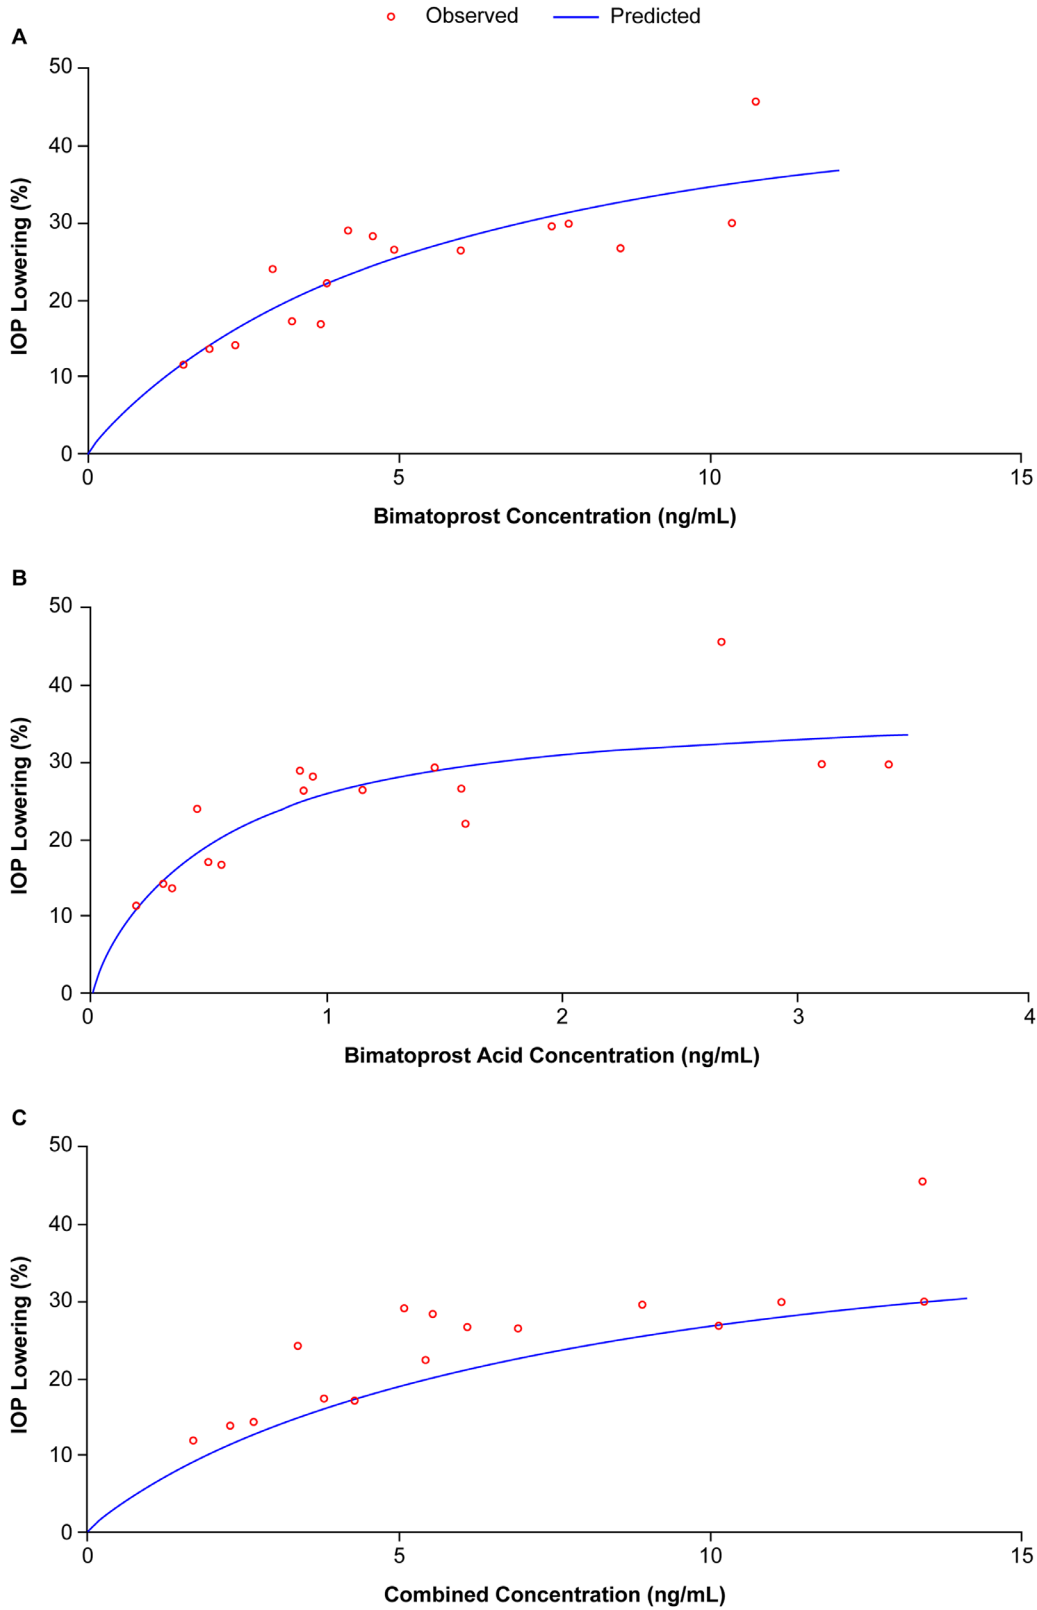 Observed Predicted
A
50
40
30
20
10
0
IOP Lowering (%)
0 5 10 15
Bimatoprost Concentration (ng/mL)
B
50
40
30
20
10
0
IOP Lowering (%)
0 1 2 3 4
Bimatoprost Acid Concentration (ng/mL)
C
50
40
30
20
10
0
IOP Lowering (%)
0 5 10 15
Combined Concentration (ng/mL)